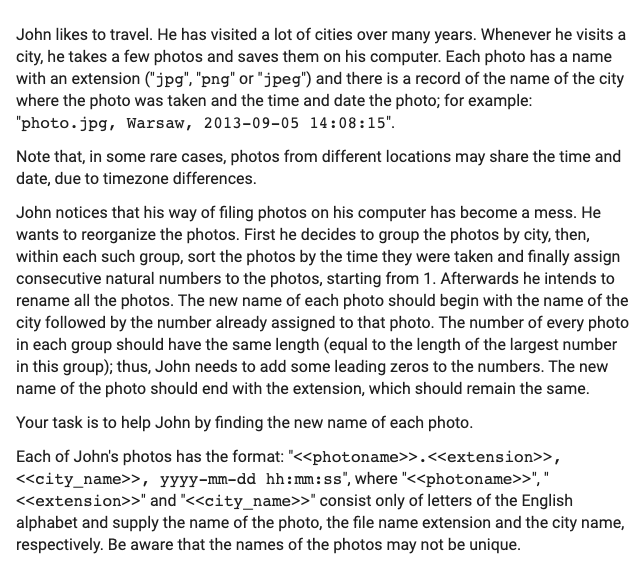 John likes to travel. He has visited a lot of cities over many years. Whenever he visits a
city, he takes a few photos and saves them on his computer. Each photo has a name
with an extension ("jpg", "png" or "jpeg") and there is a record of the name of the city
where the photo was taken and the time and date the photo; for example:
"photo.jpg, Warsaw, 2013-09-05 14:08:15".
Note that, in some rare cases, photos from different locations may share the time and
date, due to timezone differences.
John notices that his way of filing photos on his computer has become a mess. He
wants to reorganize the photos. First he decides to group the photos by city, then,
within each such group, sort the photos by the time they were taken and finally assign
consecutive natural numbers to the photos, starting from 1. Afterwards he intends to
rename all the photos. The new name of each photo should begin with the name of the
city followed by the number already assigned to that photo. The number of every photo
in each group should have the same length (equal to the length of the largest number
in this group); thus, John needs to add some leading zeros to the numbers. The new
name of the photo should end with the extension, which should remain the same.
Your task is to help John by finding the new name of each photo.
Each of John's photos has the format: "<<photoname>>.<<extension>>,
<<city_name>>, yyyy-mm-dd hh:mm:ss", where "<<photoname>>", "
<<extension>>" and "<<city_name>>" consist only of letters of the English
alphabet and supply the name of the photo, the file name extension and the city name,
respectively. Be aware that the names of the photos may not be unique.